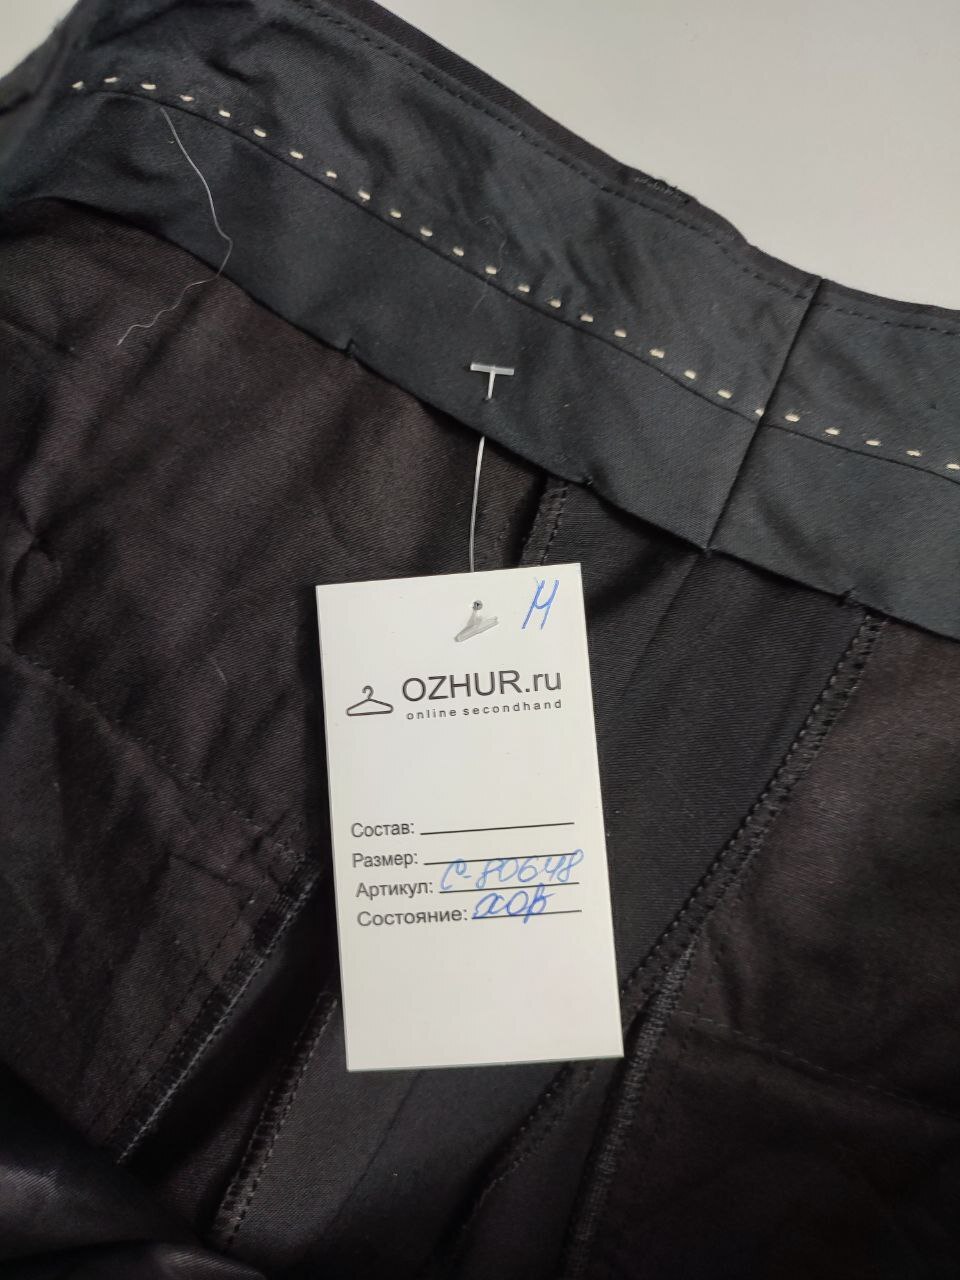 И
OZHUR.ru
online secondhand
Состав:
Размер:
Артикул: С-80648
Состояние: хор